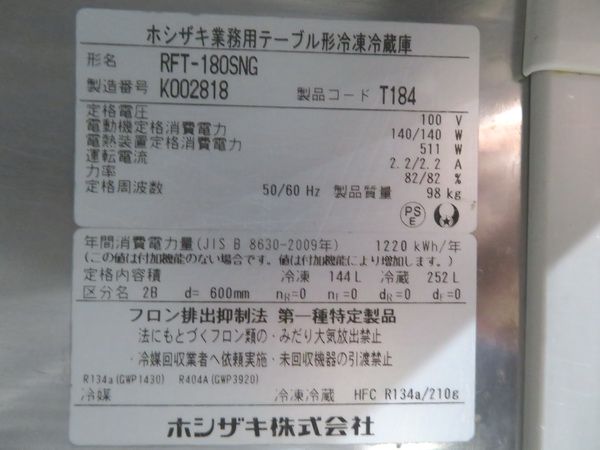 ホシザキ業務用テーブル形冷凍冷蔵庫
形名 RFT-180SNG
製造番号 K002818 製品コード T184
定格電圧 100 V
電動機定格消費電力 140/140 W
電熱装置定格消費電力 511 W
運転電流 2.2/2.2 A
力率 82/82 %
定格周波数 50/60 Hz 製品質量 98 kg
PSE
年間消費電力量(JIS B 8630-2009年) 1220 kWh/年
(この値は付加機能のない場合です。値は付加機能により増加します。)
定格内容積 冷凍 144 L 冷蔵 252 L
区分名 2B d= 600mm nR=0 nF=0 dR=0 dF=0
フロン排出抑制法 第一種特定製品
法にもとづくフロン類の・みだり大気放出禁止
・冷媒回収業者へ依頼実施・未回収機器の引渡禁止
R134a(GWP1430) R404A(GWP3920)
冷媒 冷凍冷蔵 HFC R134a/210g
ホシザキ株式会社